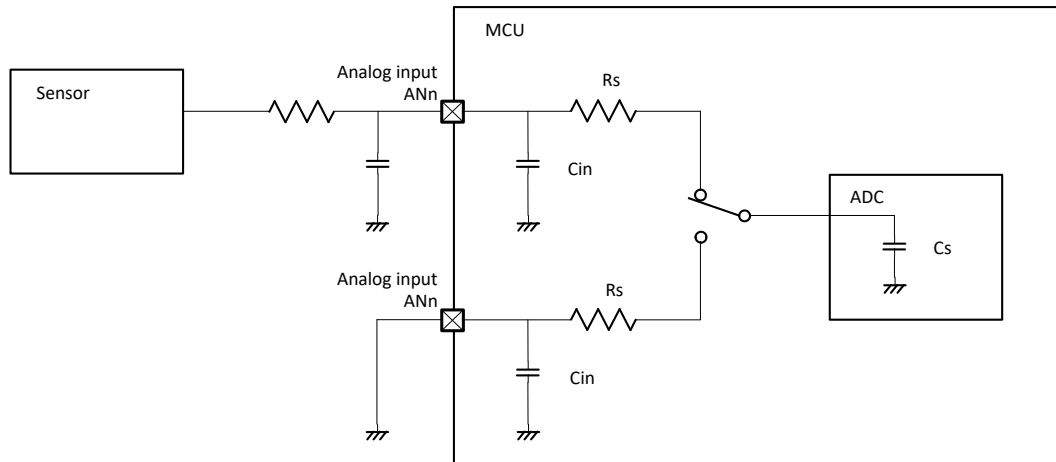 MCU
Sensor
Analog input
ANn
Rs
Cin
ADC
Cs
Analog input
ANn
Rs
Cin